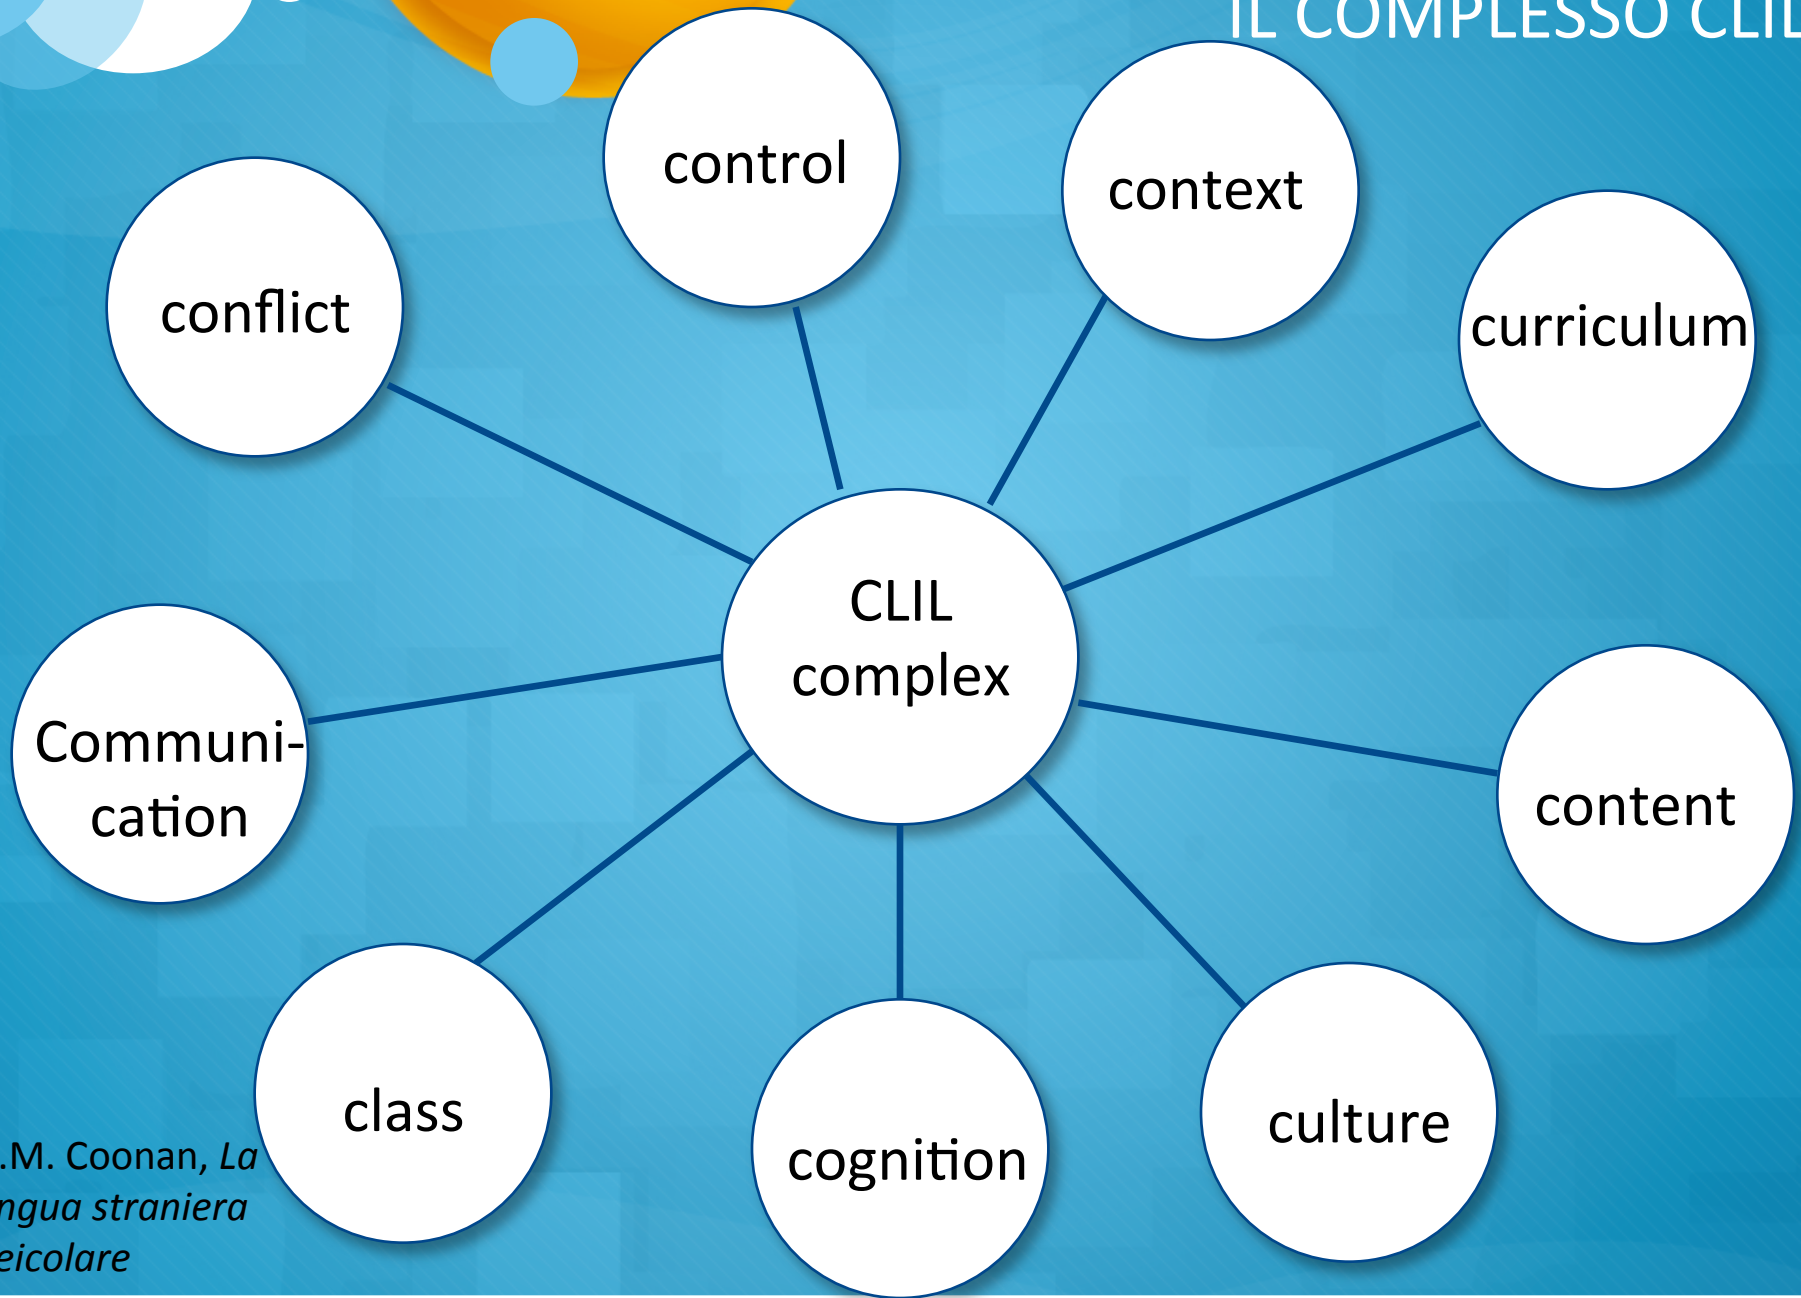 IL COMPLESSO CLIL
control
context
conflict
curriculum
CLIL
complex
Communi-
cation
content
class
culture
cognition
.M. Coonan, La
ngua straniera
eicolare